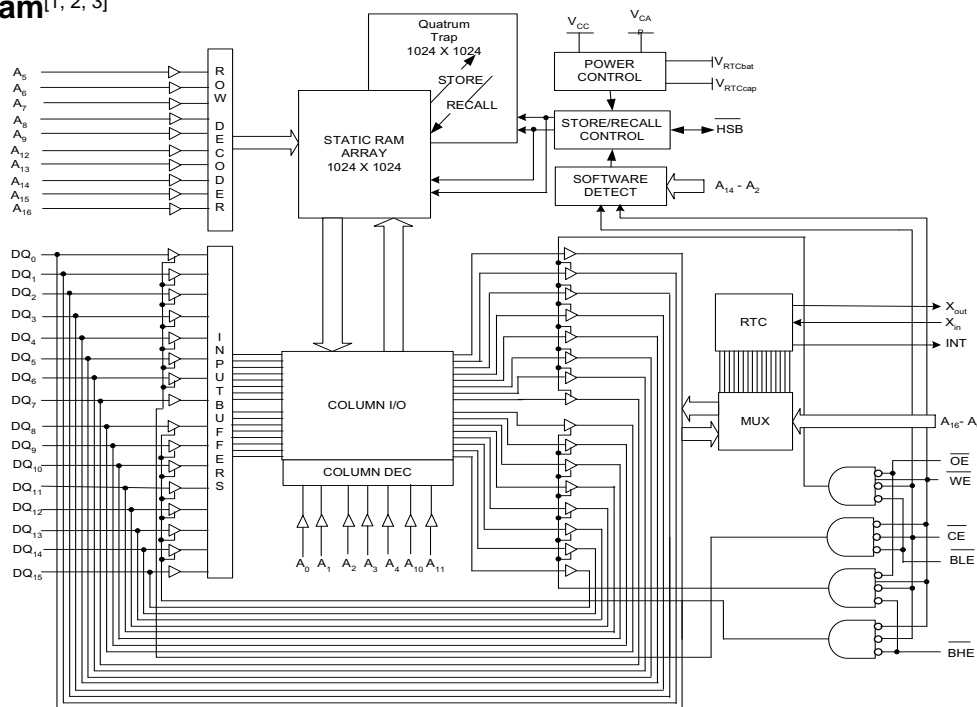 am[1, 2, 3]
Quatrum
Trap
1024 X 1024
STORE
RECALL
STATIC RAM
ARRAY
1024 X 1024
VCC
VCA
P
POWER
CONTROL
VRTCbat
VRTCcap
STORE/RECALL
CONTROL
HSB
SOFTWARE
DETECT
A14 - A2
A5
A6
A7
A8
A9
A12
A13
A14
A15
A16
ROW DECODER
DQ0
DQ1
DQ2
DQ3
DQ4
DQ5
DQ6
DQ7
DQ8
DQ9
DQ10
DQ11
DQ12
DQ13
DQ14
DQ15
INPUTBUFFERS
COLUMN I/O
COLUMN DEC
A0 A1 A2 A3 A4 A10 A11
RTC
Xout
Xin
INT
MUX
A16- A
OE
WE
CE
BLE
BHE